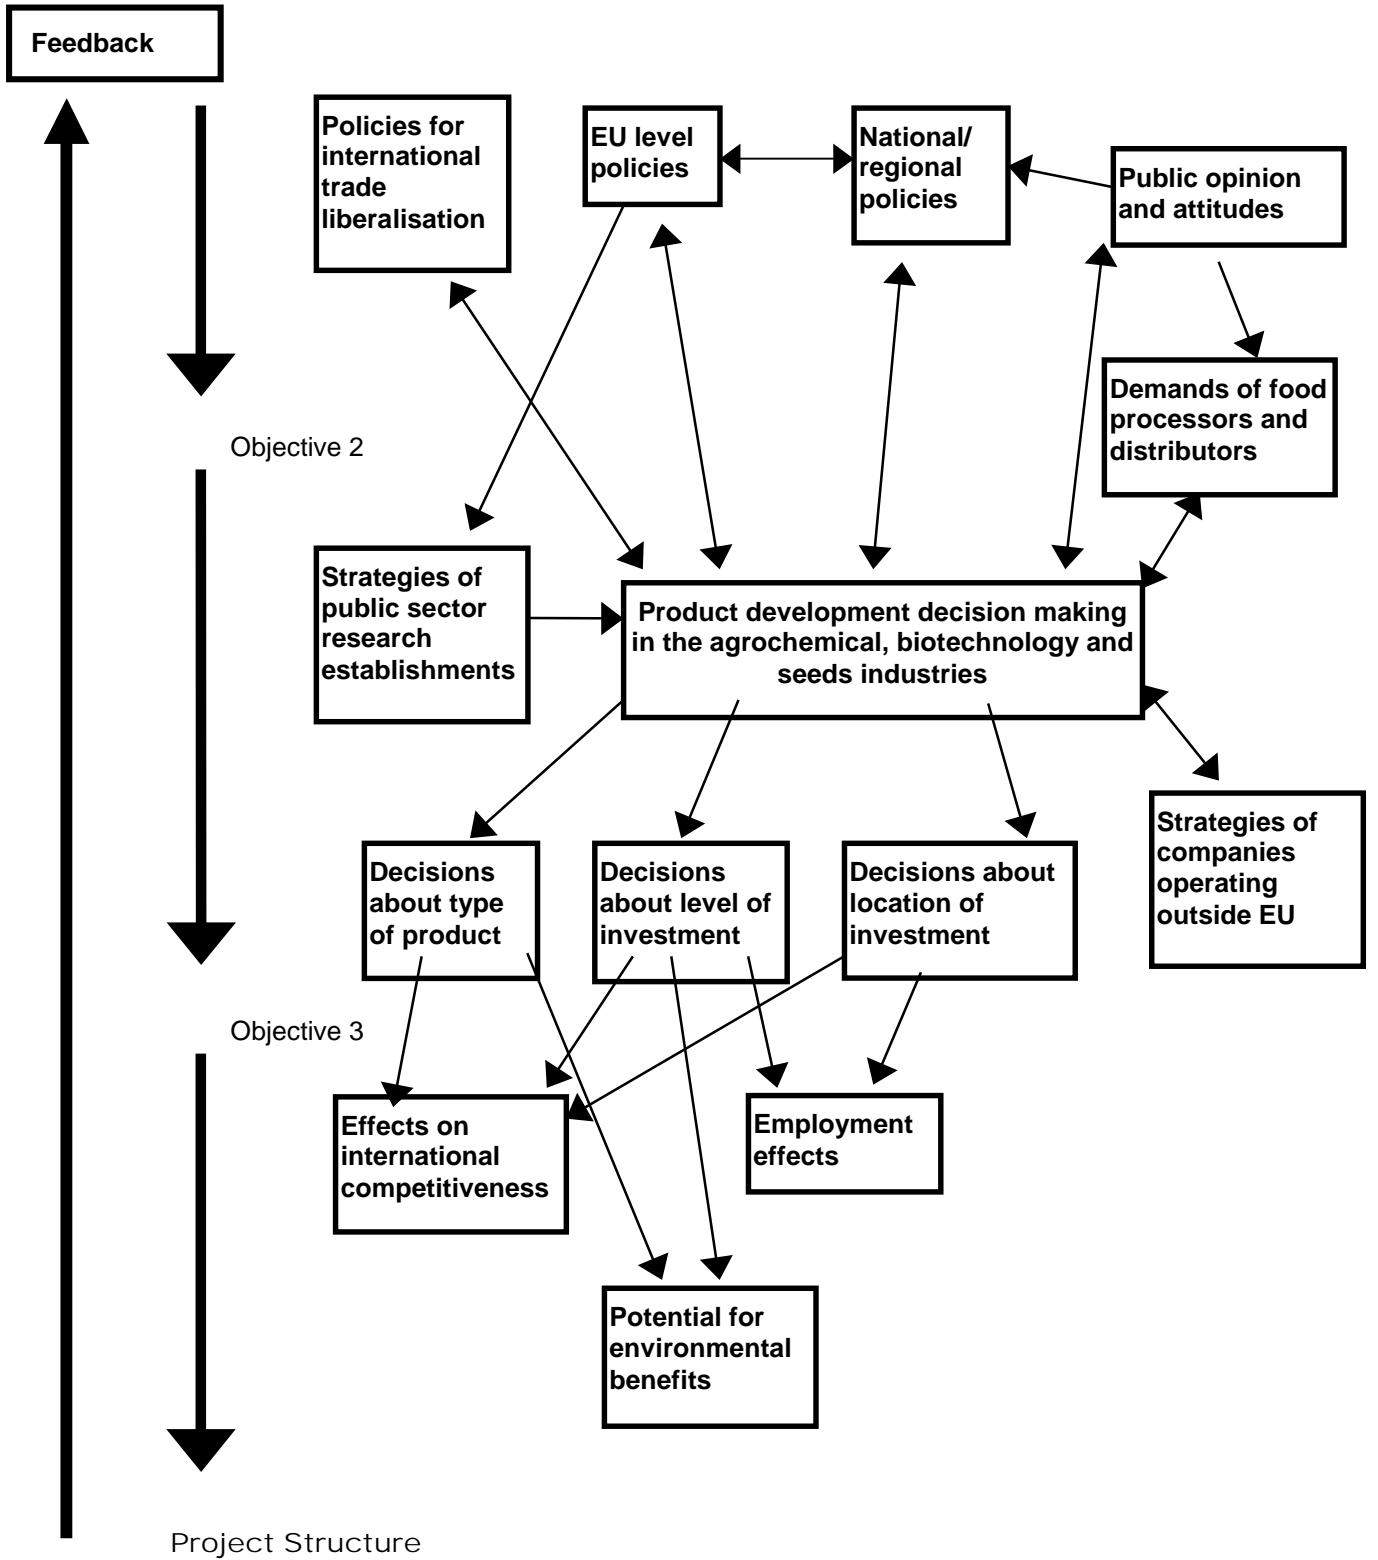 Feedback
Policies for
international
trade
liberalisation
EU level
policies
National/
regional
policies
Public opinion
and attitudes
Demands of food
processors and
distributors
Objective 2
Strategies of
public sector
research
establishments
Product development decision making
in the agrochemical, biotechnology and
seeds industries
Decisions
about type
of product
Decisions
about level of
investment
Decisions about
location of
investment
Strategies of
companies
operating
outside EU
Objective 3
Effects on
international
competitiveness
Employment
effects
Potential for
environmental
benefits
Project Structure